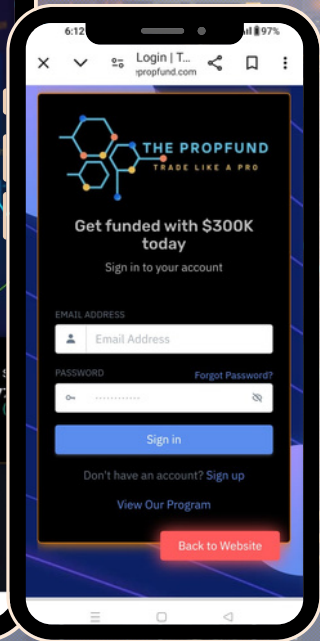 6:12
97%
Login | T...
epropfund.com
THE PROPFUND
TRADE LIKE A PRO
Get funded with $300K
today
Sign in to your account
EMAIL ADDRESS
Email Address
PASSWORD
Forgot Password?
Sign in
Don't have an account? Sign up
View Our Program
Back to Website